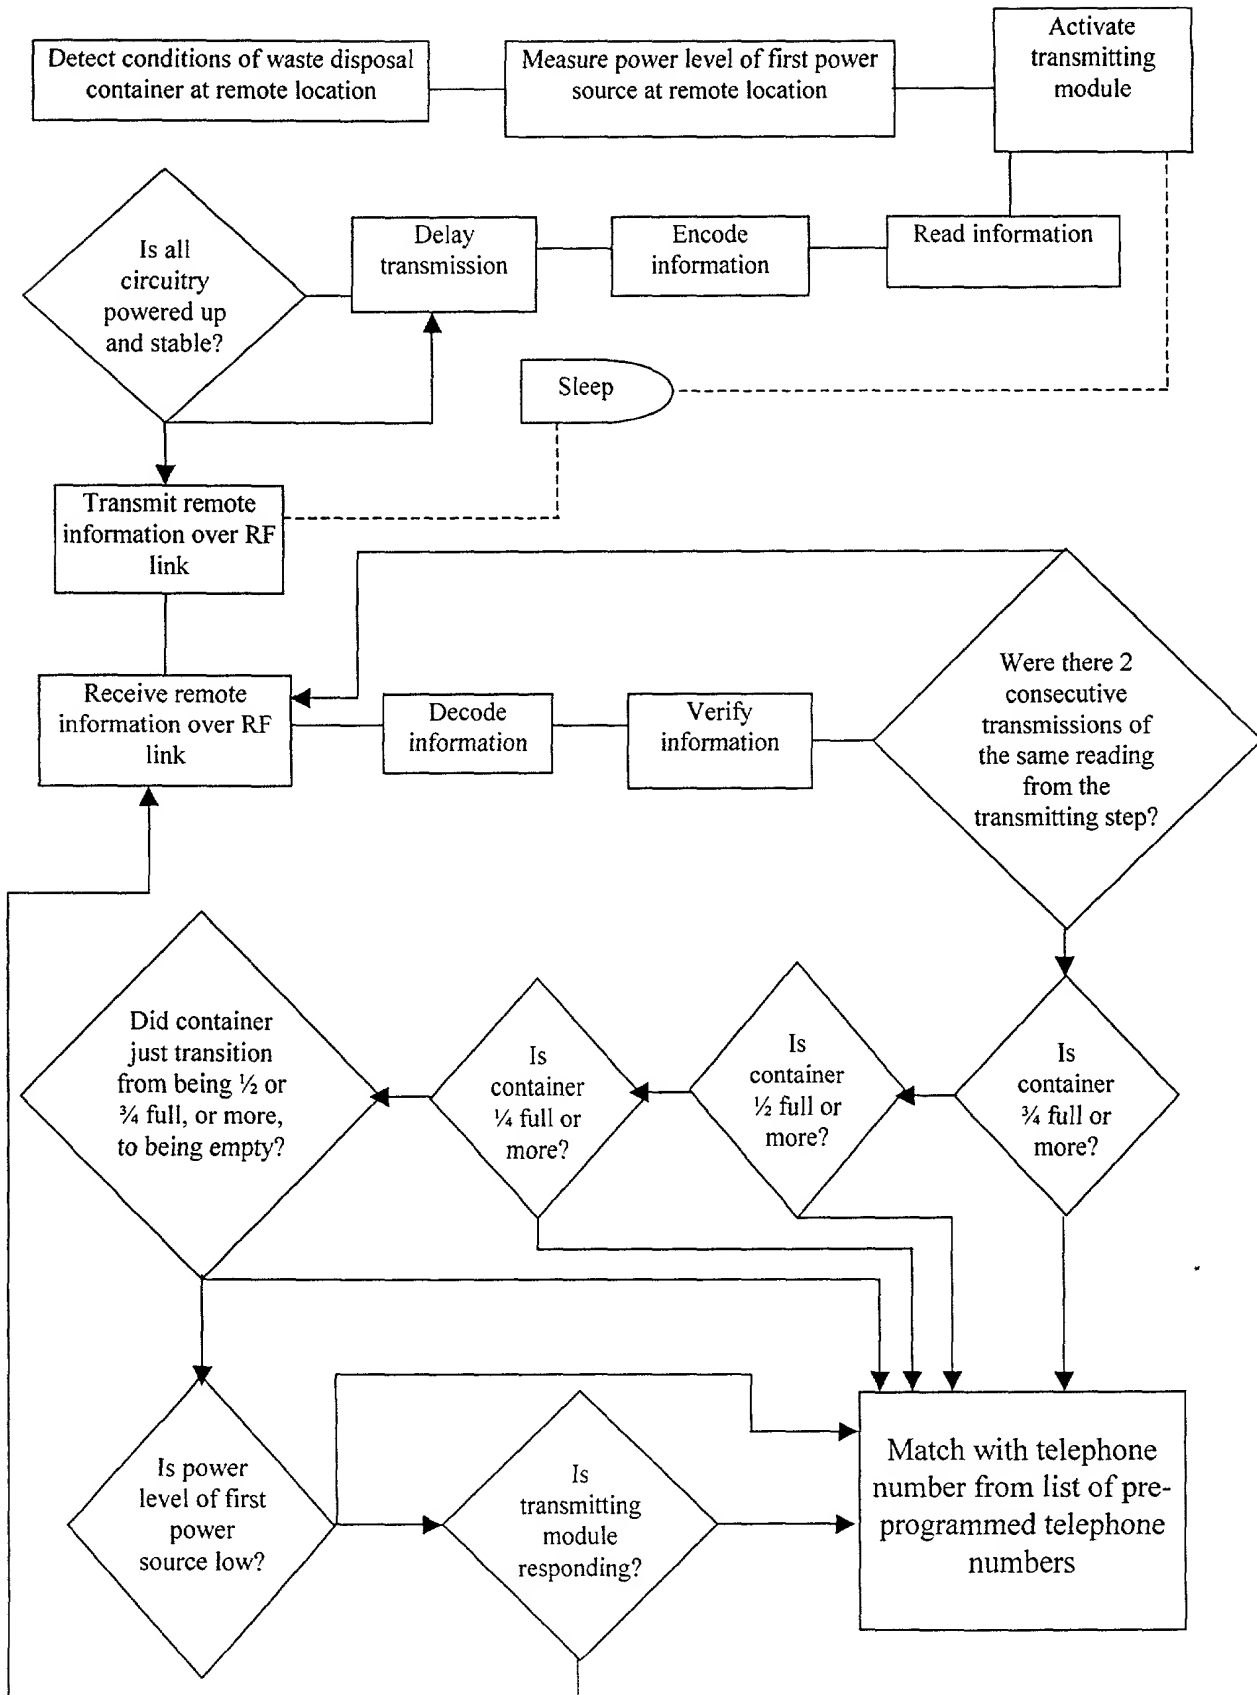 Detect conditions of waste disposal
container at remote location
Measure power level of first power
source at remote location
Activate
transmitting
module
Is all
circuitry
powered up
and stable?
Delay
transmission
Encode
information
Read information
Sleep
Transmit remote
information over RF
link
Receive remote
information over RF
link
Decode
information
Verify
information
Were there 2
consecutive
transmissions of
the same reading
from the
transmitting step?
Did container
just transition
from being ½ or
¾ full, or more,
to being empty?
Is
container
¼ full or
more?
Is
container
½ full or
more?
Is
container
¾ full or
more?
Is power
level of first
power
source low?
Is
transmitting
module
responding?
Match with telephone
number from list of pre-
programmed telephone
numbers